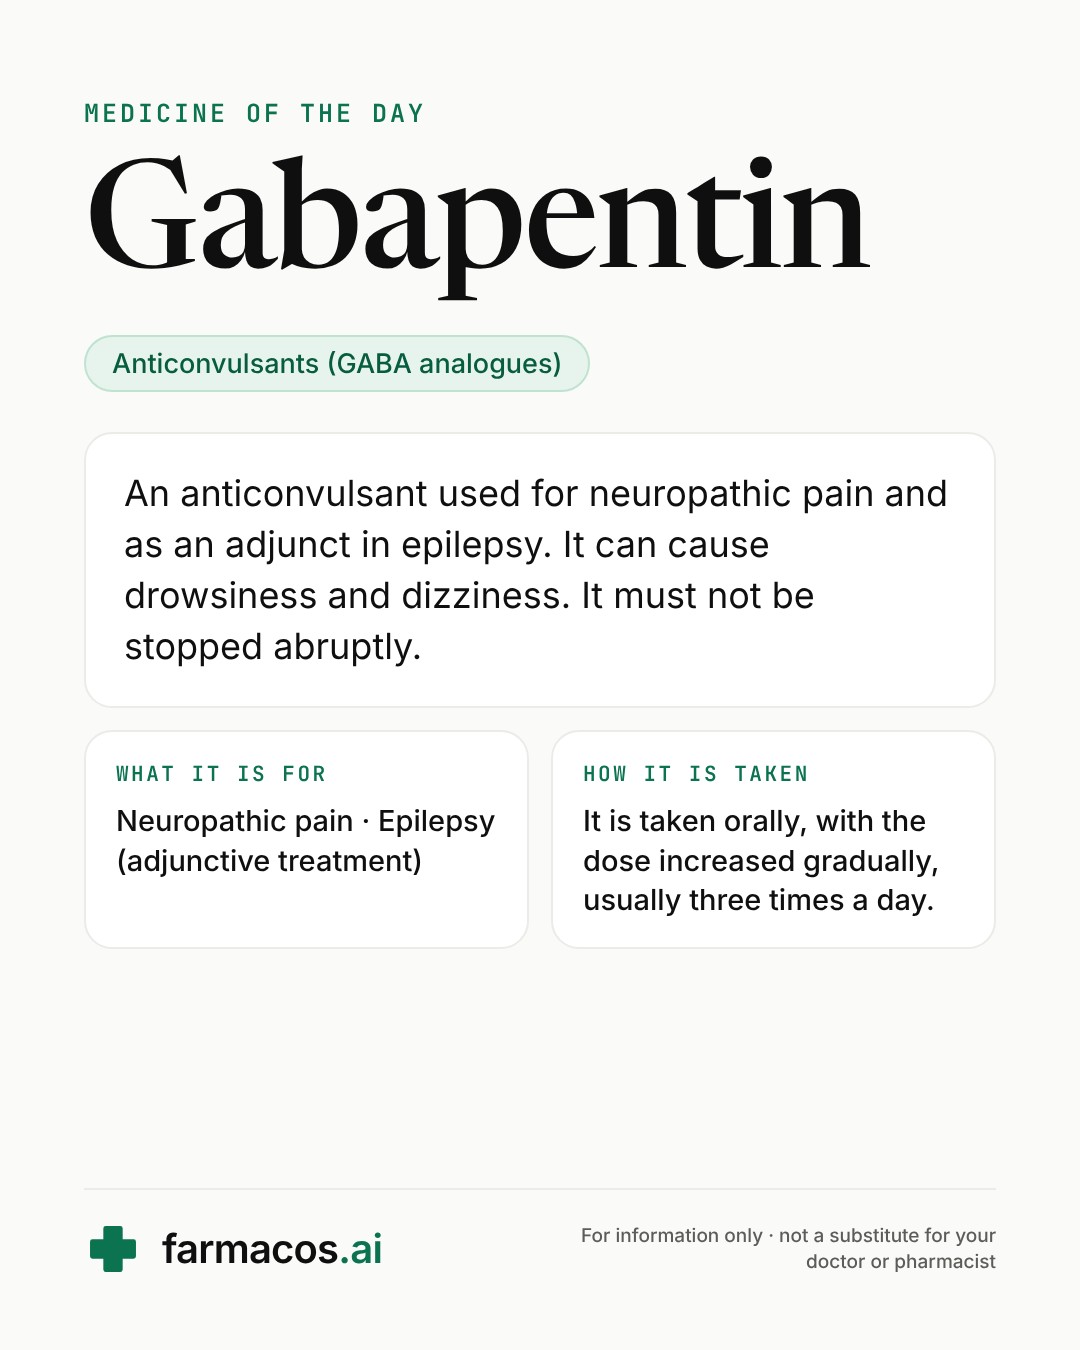 MEDICINE OF THE DAY
Gabapentin
Anticonvulsants (GABA analogues)
An anticonvulsant used for neuropathic pain and
as an adjunct in epilepsy. It can cause
drowsiness and dizziness. It must not be
stopped abruptly.
WHAT IT IS FOR
Neuropathic pain · Epilepsy
(adjunctive treatment)
HOW IT IS TAKEN
It is taken orally, with the
dose increased gradually,
usually three times a day.
farmacos.ai
For information only · not a substitute for your
doctor or pharmacist